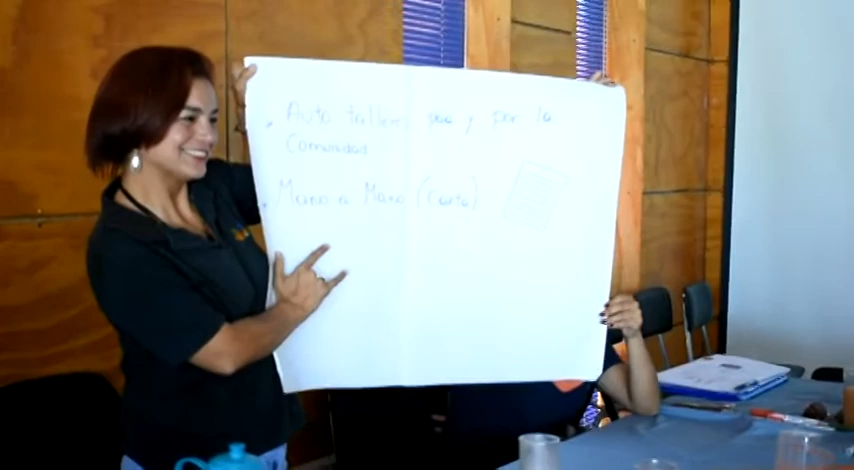 Auto talleres para y por la
Comunidad
Mano a Mano (carta)